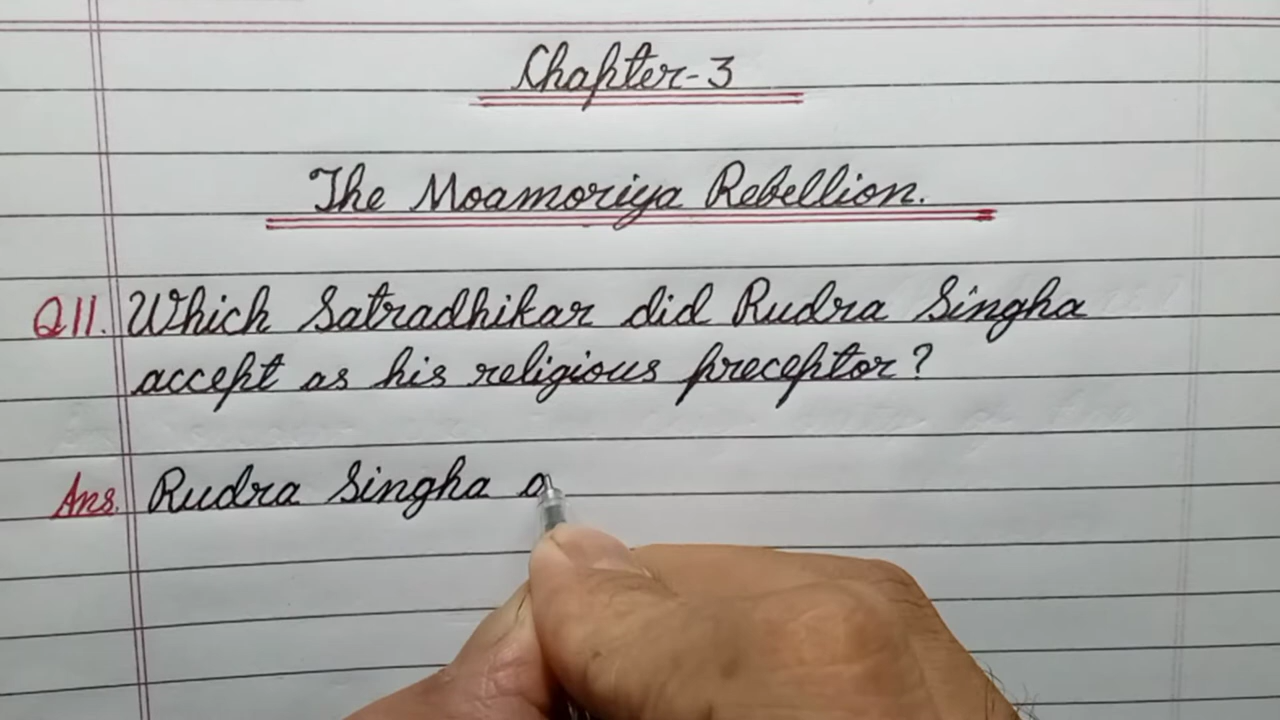 Chapter-3
The Moamoriya Rebellion.
Q11. Which Satradhikar did Rudra Singha
accept as his religious preceptor?
Ans. Rudra Singha a